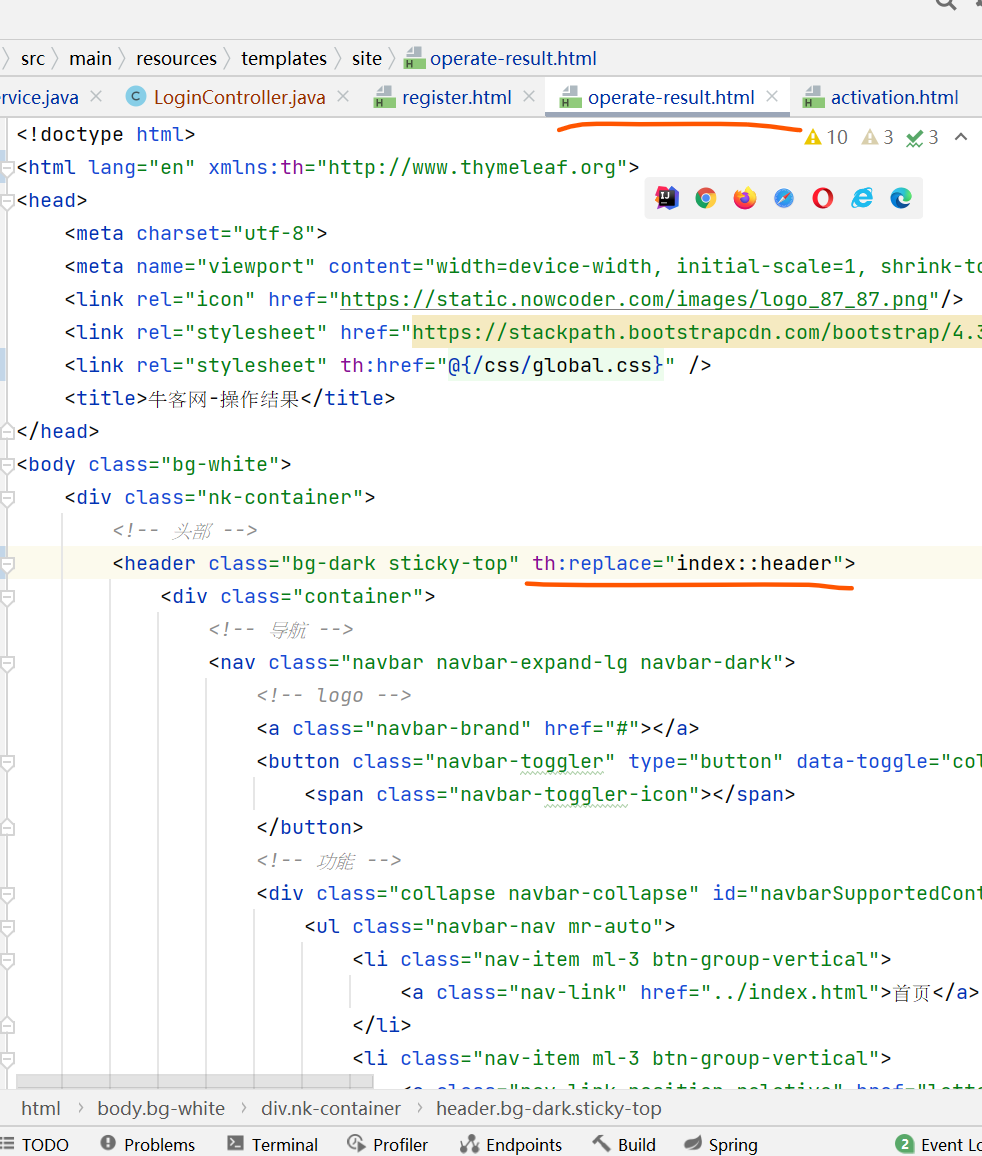 src main resources templates site operate-result.html
rvice.java LoginController.java register.html operate-result.html activation.html
10 3 3
<!doctype html>
<html lang="en" xmlns:th="http://www.thymeleaf.org">
<head>
<meta charset="utf-8">
<meta name="viewport" content="width=device-width, initial-scale=1, shrink-to
<link rel="icon" href="https://static.nowcoder.com/images/logo_87_87.png"/>
<link rel="stylesheet" href="https://stackpath.bootstrapcdn.com/bootstrap/4.3
<link rel="stylesheet" th:href="@{/css/global.css}" />
<title>牛客网-操作结果</title>
</head>
<body class="bg-white">
<div class="nk-container">
<!-- 头部 -->
<header class="bg-dark sticky-top" th:replace="index::header">
<div class="container">
<!-- 导航 -->
<nav class="navbar navbar-expand-lg navbar-dark">
<!-- logo -->
<a class="navbar-brand" href="#"></a>
<button class="navbar-toggler" type="button" data-toggle="col
<span class="navbar-toggler-icon"></span>
</button>
<!-- 功能 -->
<div class="collapse navbar-collapse" id="navbarSupportedCont
<ul class="navbar-nav mr-auto">
<li class="nav-item ml-3 btn-group-vertical">
<a class="nav-link" href="../index.html">首页</a>
</li>
<li class="nav-item ml-3 btn-group-vertical">
<a class="nav-link position-relative" href="lette
html body.bg-white div.nk-container header.bg-dark.sticky-top
TODO Problems Terminal Profiler Endpoints Build Spring 2 Event Lo